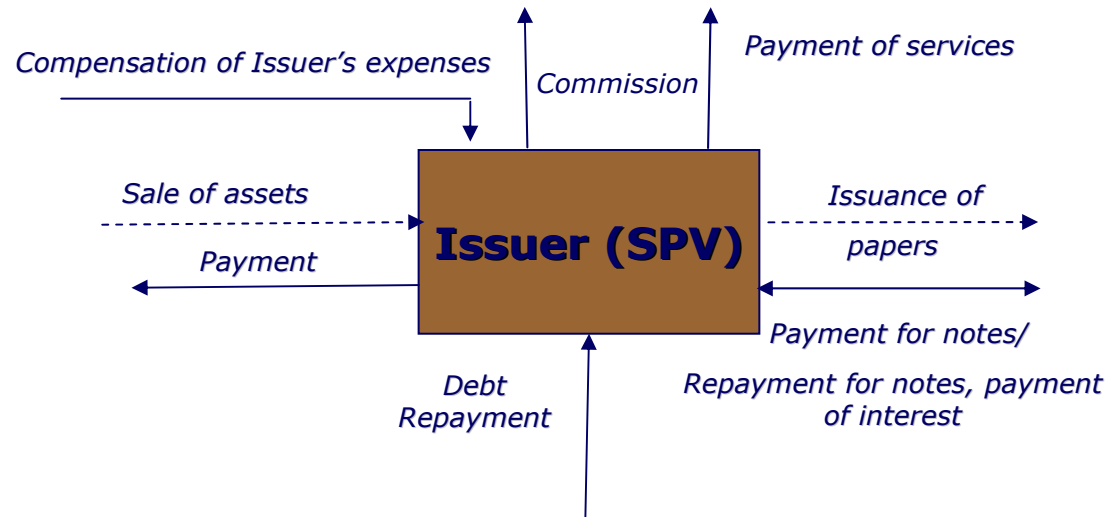 Payment of services
Compensation of Issuer’s expenses
Commission
Sale of assets
Issuance of
papers
Issuer (SPV)
Payment
Payment for notes/
Debt
Repayment
Repayment for notes, payment
of interest